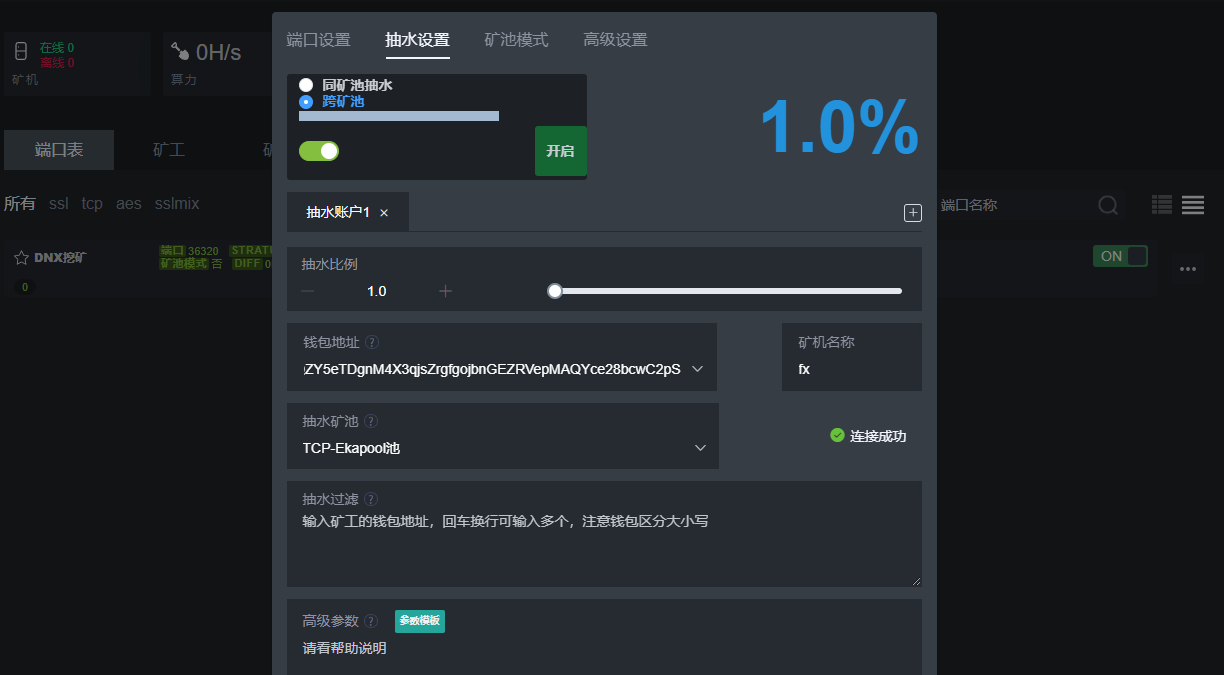 端口设置 抽水设置 矿池模式 高级设置
在线 0
离线 0
矿机
0H/s
算力
同矿池抽水
跨矿池
开启
1.0%
端口表 矿工
所有 ssl tcp aes sslmix
抽水账户1 ×
端口名称
DNX挖矿
端口 36320
矿池模式 否 DIFF
0
ON
抽水比例
1.0
钱包地址
ZY5eTDgnM4X3qjsZrgfgojbnGEZRVepMAQYce28bcwC2pS
矿机名称
fx
抽水矿池
TCP-Ekapool池
连接成功
抽水过滤
输入矿工的钱包地址，回车换行可输入多个，注意钱包区分大小写
高级参数 参数模板
请看帮助说明